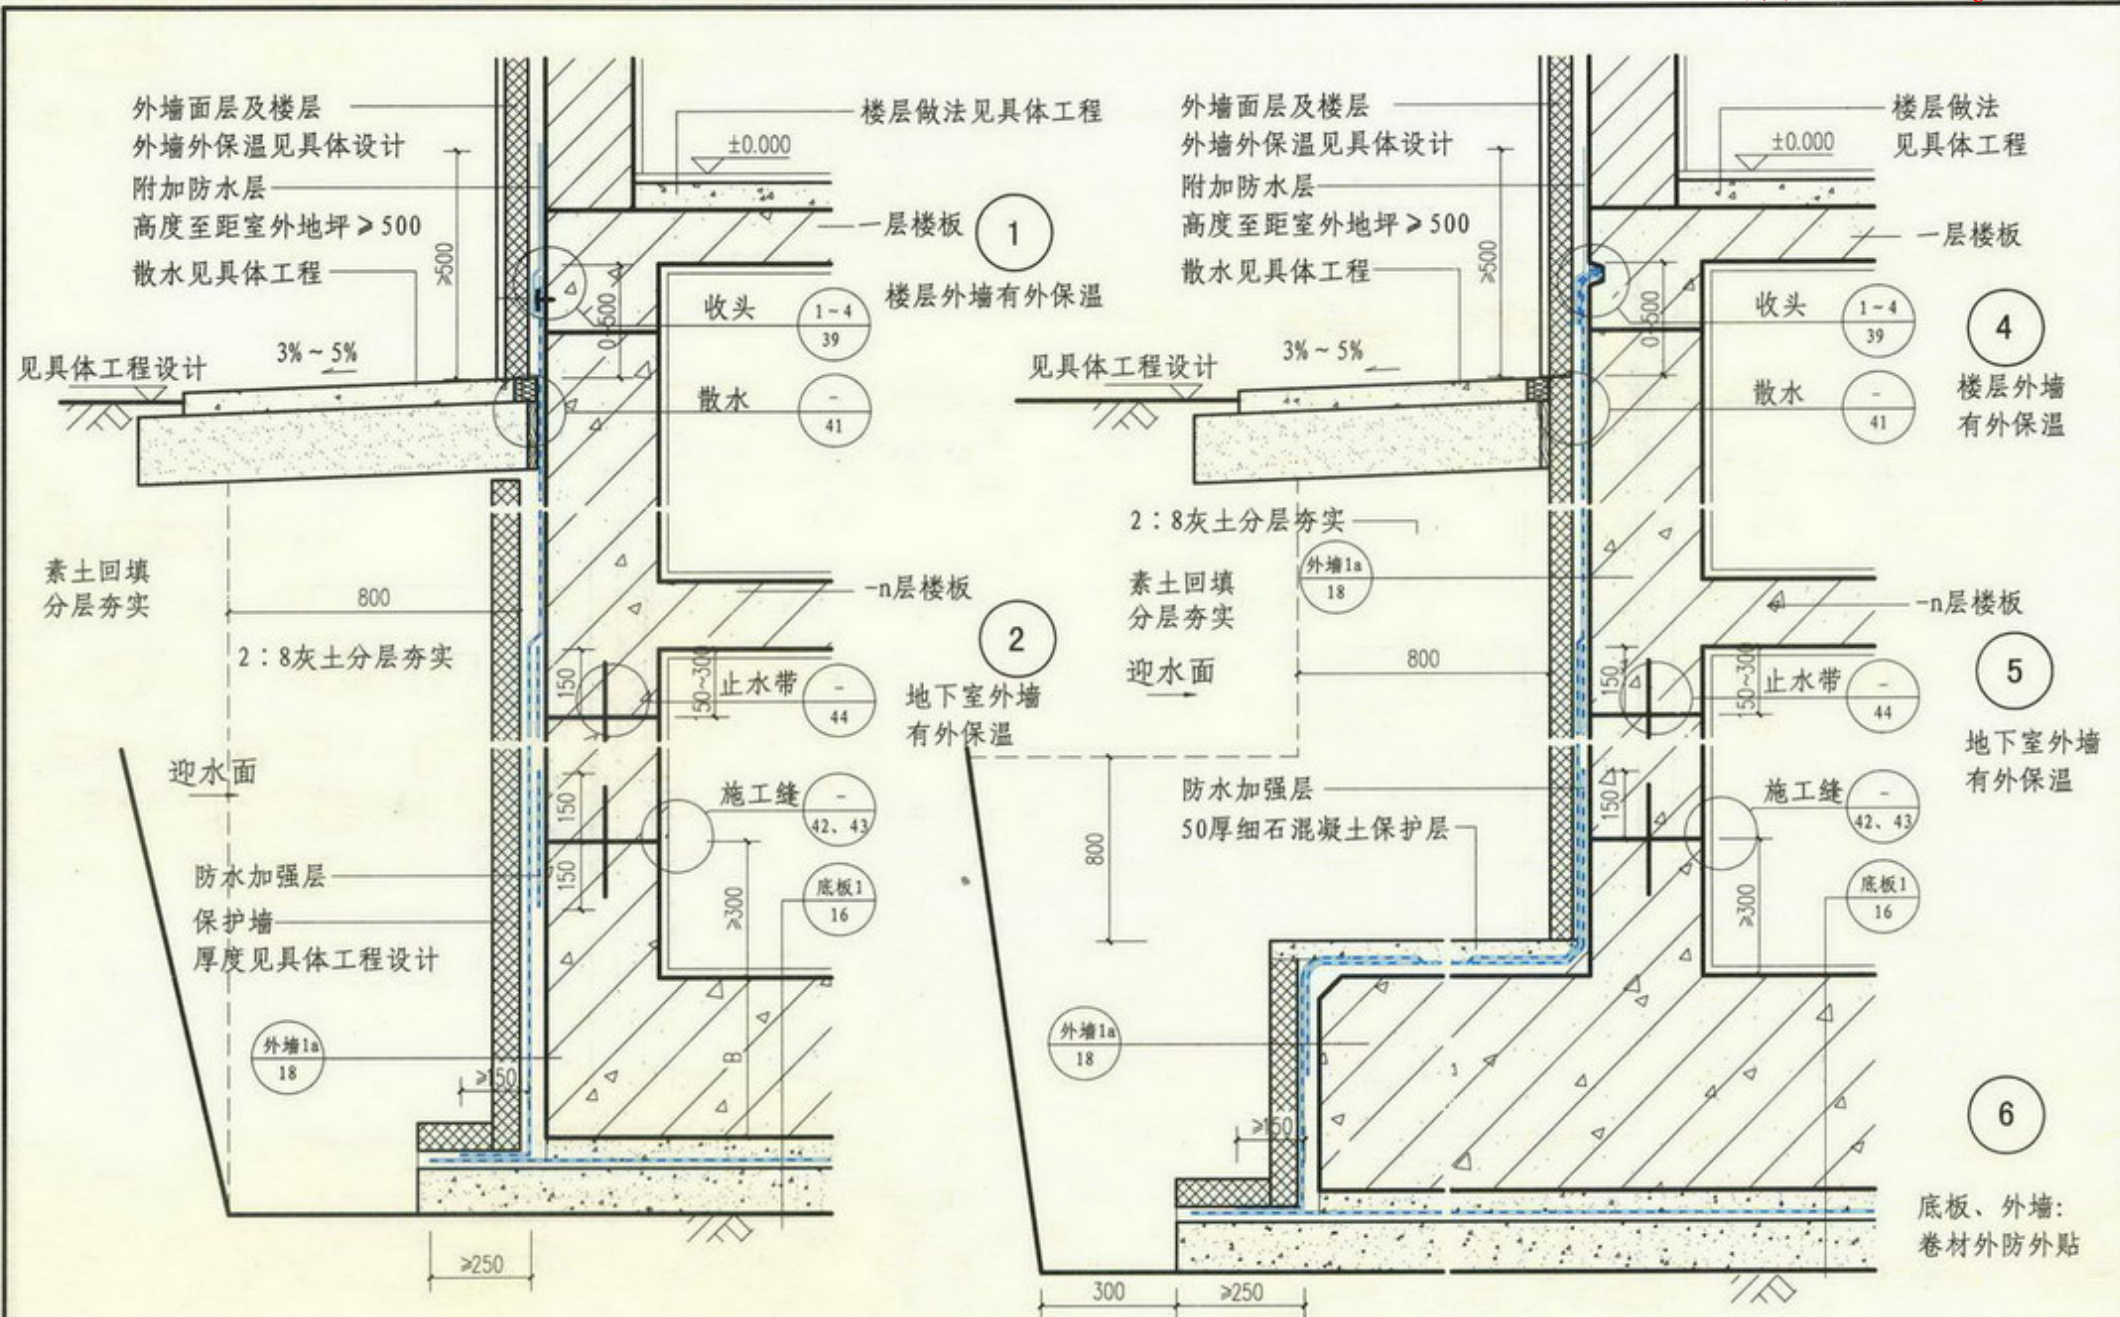 外墙面层及楼层
外墙外保温见具体设计
附加防水层
高度至距室外地坪≥500
散水见具体工程
≥500
见具体工程设计
3%～5%
楼层做法见具体工程
±0.000
一层楼板
1
楼层外墙有外保温
0~500
收头
1~4
39
散水
-
41
素土回填
分层夯实
800
2：8灰土分层夯实
-n层楼板
2
地下室外墙
有外保温
150
150~300
止水带
-
44
迎水面
150
150
施工缝
-
42、43
≥300
底板1
16
防水加强层
保护墙
厚度见具体工程设计
外墙1a
18
≥150
B
≥250
外墙面层及楼层
外墙外保温见具体设计
附加防水层
高度至距室外地坪≥500
散水见具体工程
≥500
见具体工程设计
3%～5%
楼层做法
见具体工程
±0.000
一层楼板
0~500
收头
1~4
39
4
楼层外墙
有外保温
散水
-
41
2：8灰土分层夯实
外墙1a
18
素土回填
分层夯实
迎水面
800
-n层楼板
5
地下室外墙
有外保温
150
150~300
止水带
-
44
800
防水加强层
50厚细石混凝土保护层
150
施工缝
-
42、43
≥300
底板1
16
外墙1a
18
≥150
6
底板、外墙:
卷材外防外贴
300
≥250